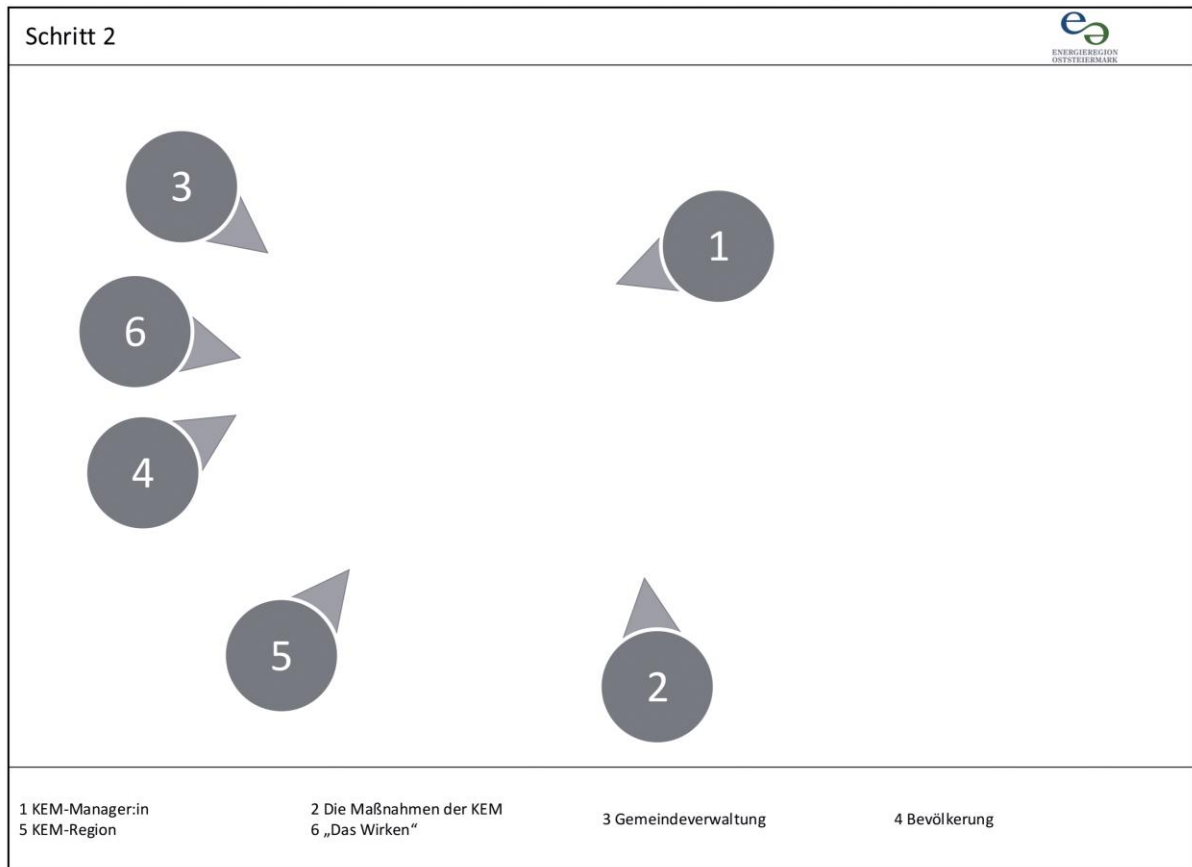 Schritt 2
ENERGIEREGION
OSTSTEIERMARK
3
1
6
4
5
2
1 KEM-Manager:in
5 KEM-Region
2 Die Maßnahmen der KEM
6 „Das Wirken“
3 Gemeindeverwaltung
4 Bevölkerung